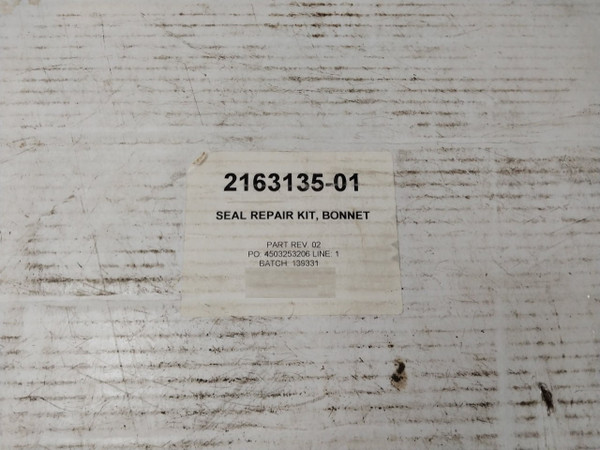 2163135-01
SEAL REPAIR KIT, BONNET
PART REV. 02
PO: 4503253206 LINE: 1
BATCH: 139331